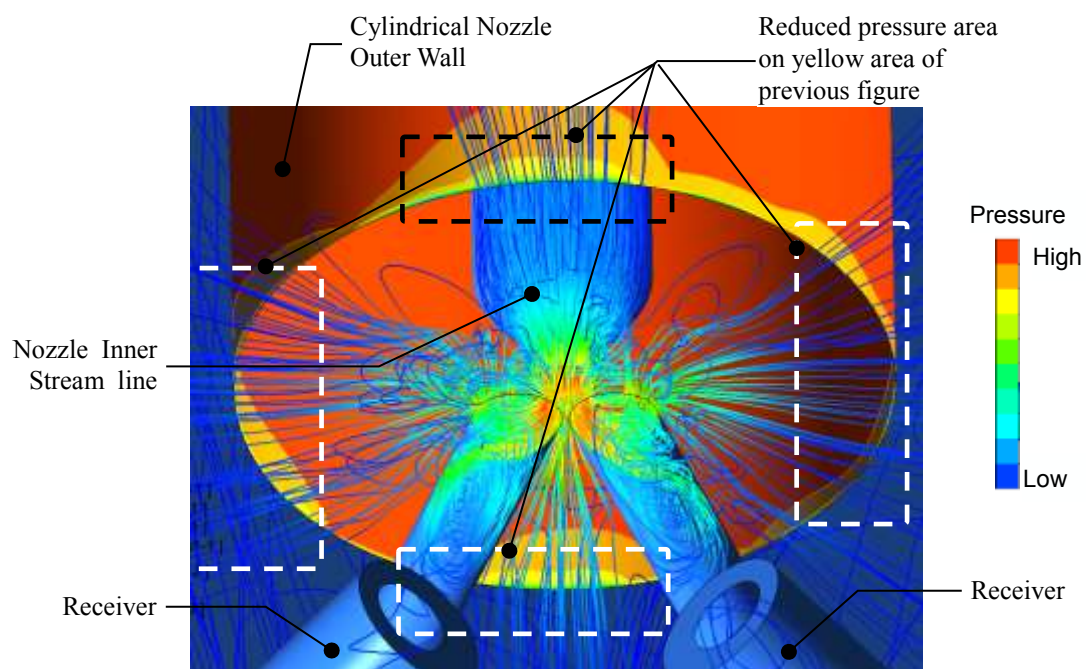 Cylindrical Nozzle
Outer Wall
Reduced pressure area
on yellow area of
previous figure
Pressure
High
Low
Nozzle Inner
Stream line
Receiver
Receiver